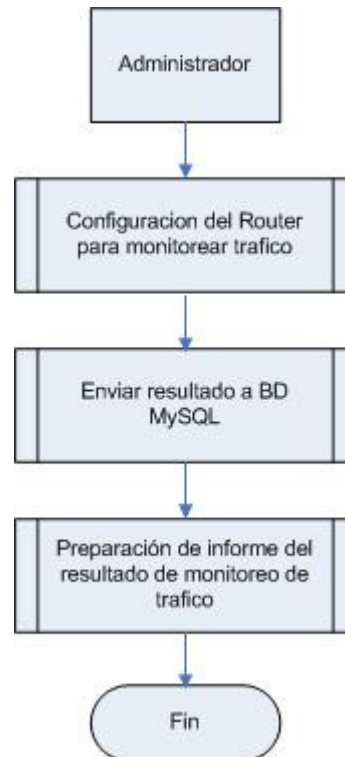 Administrador
Configuracion del Router
para monitorear trafico
Enviar resultado a BD
MySQL
Preparación de informe del
resultado de monitoreo de
trafico
Fin